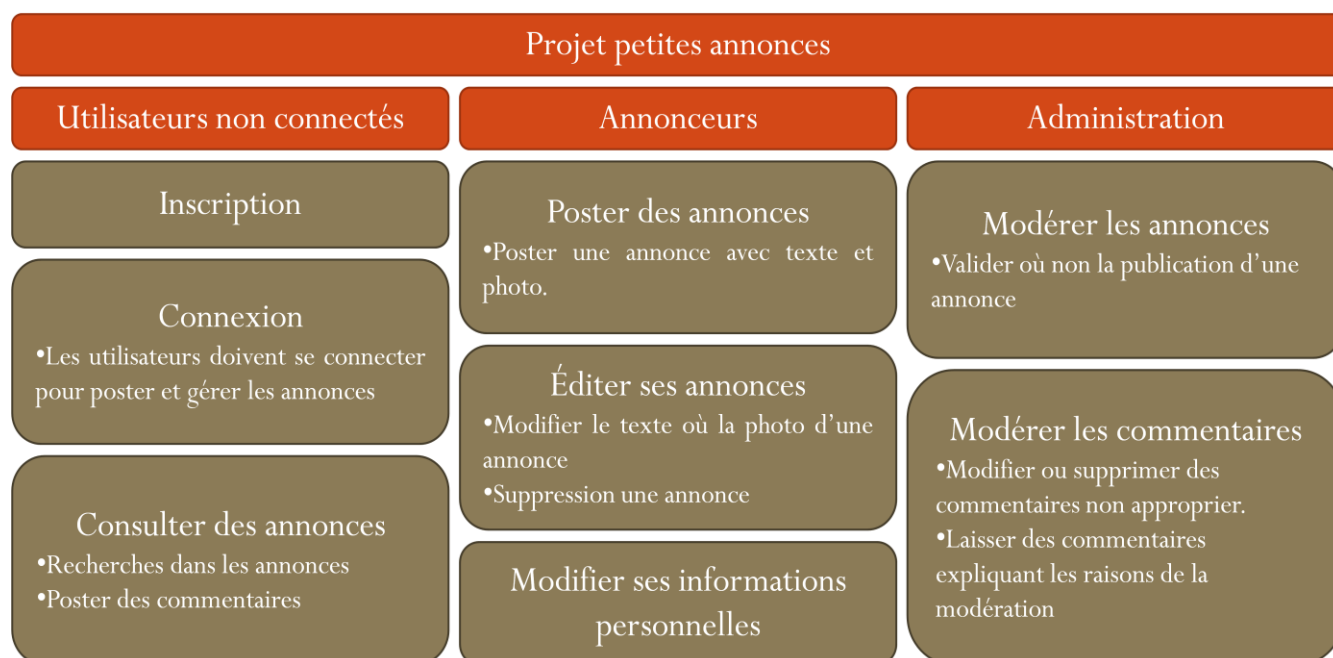 Projet petites annonces
Utilisateurs non connectés
Inscription
Connexion
•Les utilisateurs doivent se connecter
pour poster et gérer les annonces
Consulter des annonces
•Recherches dans les annonces
•Poster des commentaires
Annonceurs
Poster des annonces
•Poster une annonce avec texte et
photo.
Éditer ses annonces
•Modifier le texte où la photo d’une
annonce
•Suppression une annonce
Modifier ses informations
personnelles
Administration
Modérer les annonces
•Valider où non la publication d’une
annonce
Modérer les commentaires
•Modifier ou supprimer des
commentaires non approprier.
•Laisser des commentaires
expliquant les raisons de la
modération